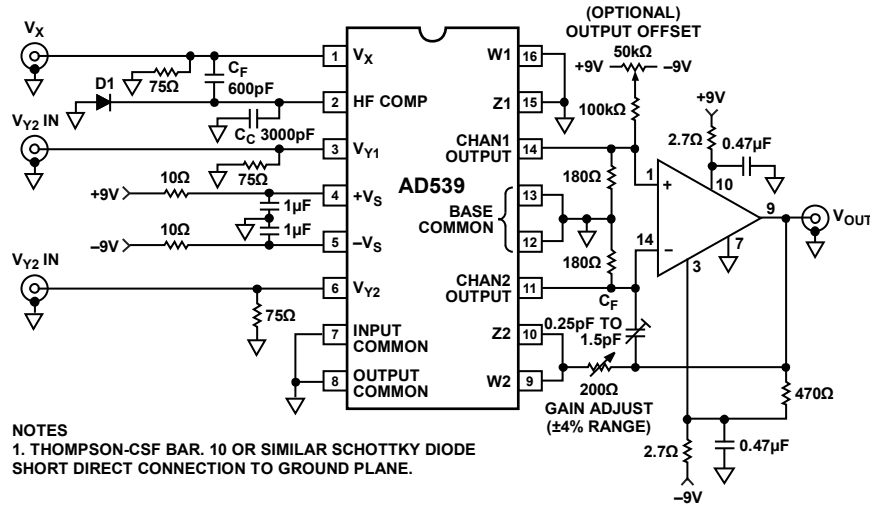 VX
VY2 IN
VY2 IN
D1
75Ω
CF
600pF
CC 3000pF
75Ω
+9V
10Ω
1µF
–9V
10Ω
1µF
75Ω
AD539
1 VX
2 HF COMP
3 VY1
4 +VS
5 –VS
6 VY2
7 INPUT
COMMON
8 OUTPUT
COMMON
W1 16
Z1 15
CHAN1
OUTPUT 14
BASE
COMMON
13
12
CHAN2
OUTPUT 11
Z2 10
W2 9
(OPTIONAL)
OUTPUT OFFSET
50kΩ
+9V
–9V
100kΩ
180Ω
180Ω
CF
0.25pF TO
1.5pF
200Ω
GAIN ADJUST
(±4% RANGE)
+9V
2.7Ω
0.47µF
1
+
10
9
14
–
7
3
VOUT
470Ω
2.7Ω
0.47µF
–9V
NOTES
1. THOMPSON-CSF BAR. 10 OR SIMILAR SCHOTTKY DIODE
SHORT DIRECT CONNECTION TO GROUND PLANE.